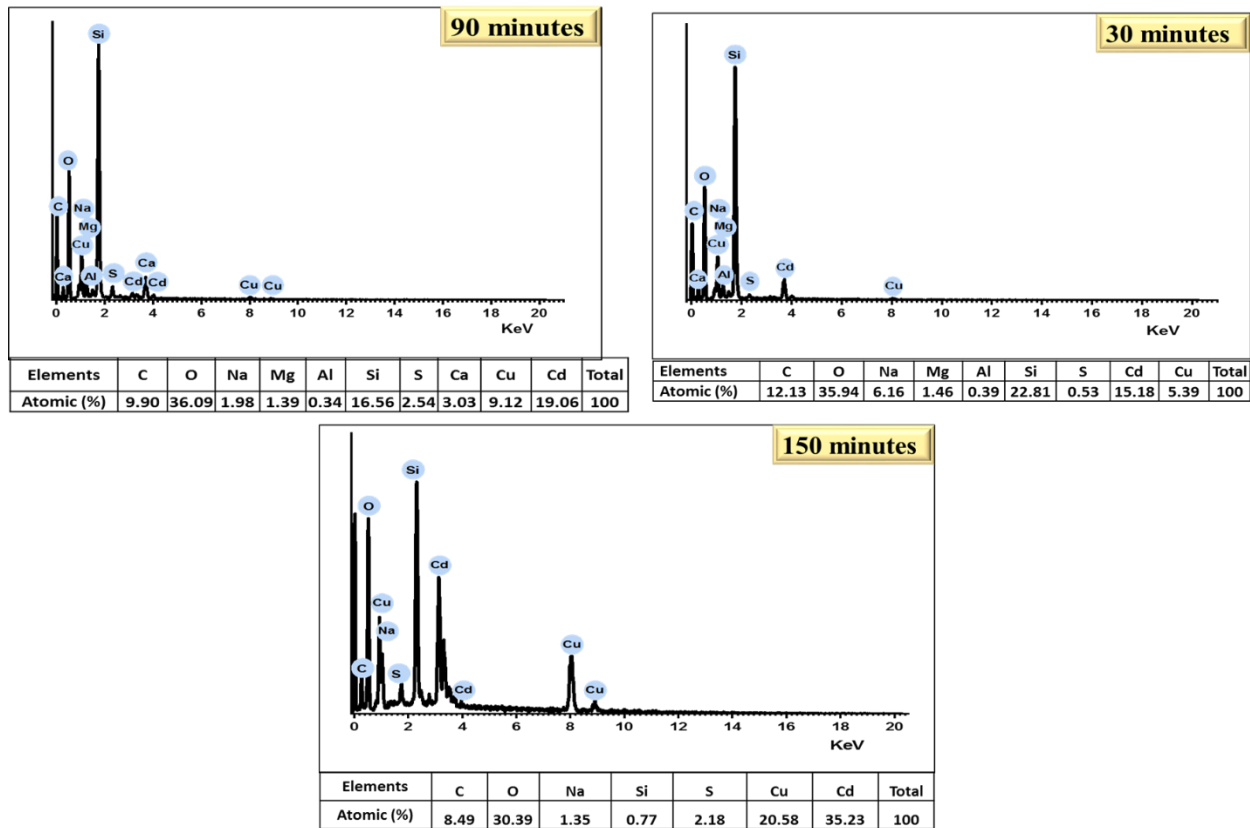 90 minutes
Si
O
C
Na
Mg
Cu
Ca
Al
S
Cd
Ca
Cd
Cu
Cu
0 2 4 6 8 10 12 14 16 18 20
KeV
Elements C O Na Mg Al Si S Ca Cu Cd Total
Atomic (%) 9.90 36.09 1.98 1.39 0.34 16.56 2.54 3.03 9.12 19.06 100
30 minutes
Si
O
C
Na
Mg
Cu
Ca
Al
S
Cd
Cu
0 2 4 6 8 10 12 14 16 18 20
KeV
Elements C O Na Mg Al Si S Cd Cu Total
Atomic (%) 12.13 35.94 6.16 1.46 0.39 22.81 0.53 15.18 5.39 100
150 minutes
Si
O
Cd
Cu
Na
C
S
Cd
Cu
Cu
0 2 4 6 8 10 12 14 16 18 20
KeV
Elements C O Na Si S Cu Cd Total
Atomic (%) 8.49 30.39 1.35 0.77 2.18 20.58 35.23 100